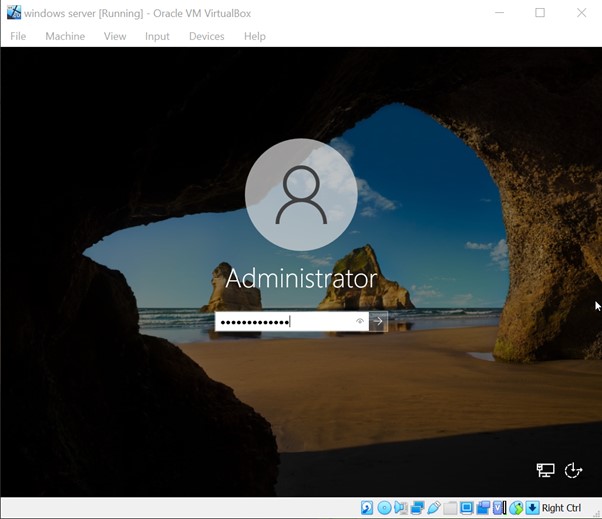 windows server [Running] - Oracle VM VirtualBox
File Machine View Input Devices Help
Administrator
•••••••••••••
Right Ctrl